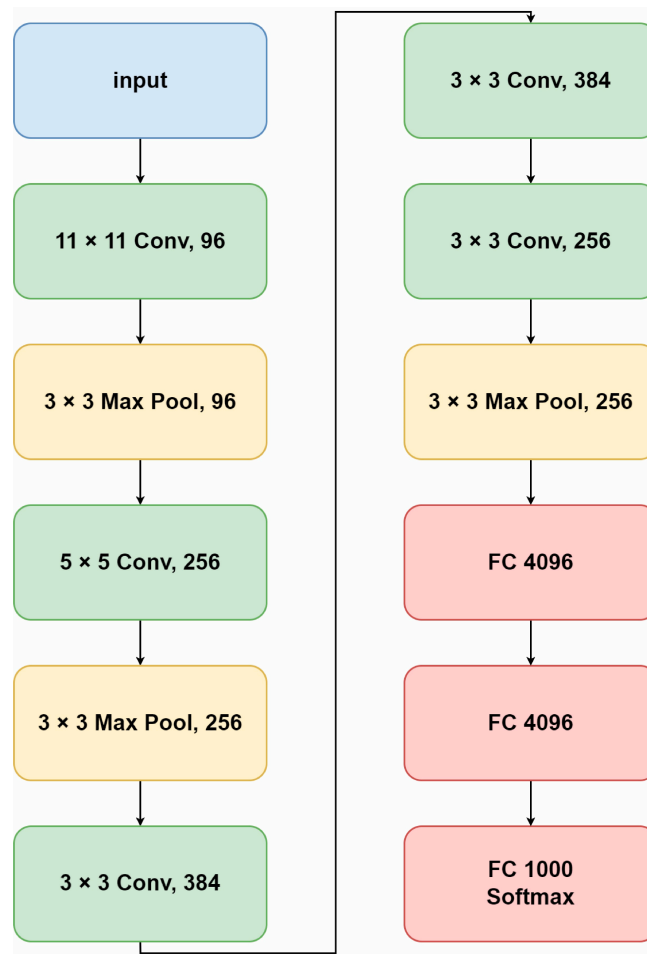 input
11 × 11 Conv, 96
3 × 3 Max Pool, 96
5 × 5 Conv, 256
3 × 3 Max Pool, 256
3 × 3 Conv, 384
3 × 3 Conv, 384
3 × 3 Conv, 256
3 × 3 Max Pool, 256
FC 4096
FC 4096
FC 1000
Softmax